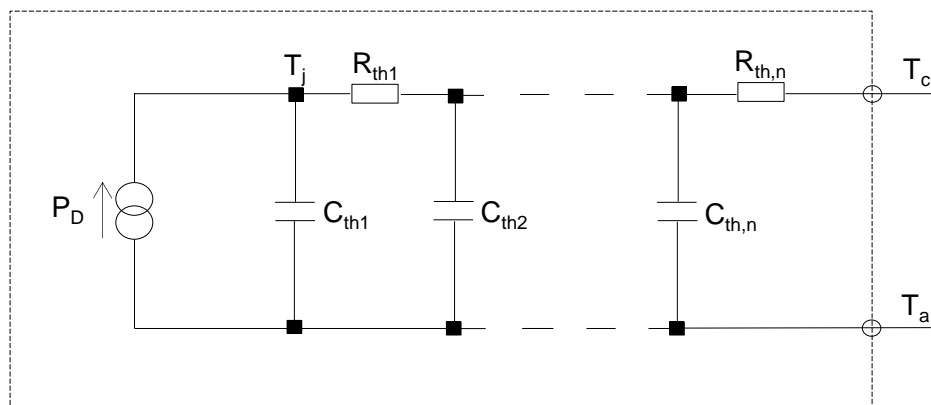 T_j
R_th1
R_th,n
T_c
P_D
C_th1
C_th2
C_th,n
T_a